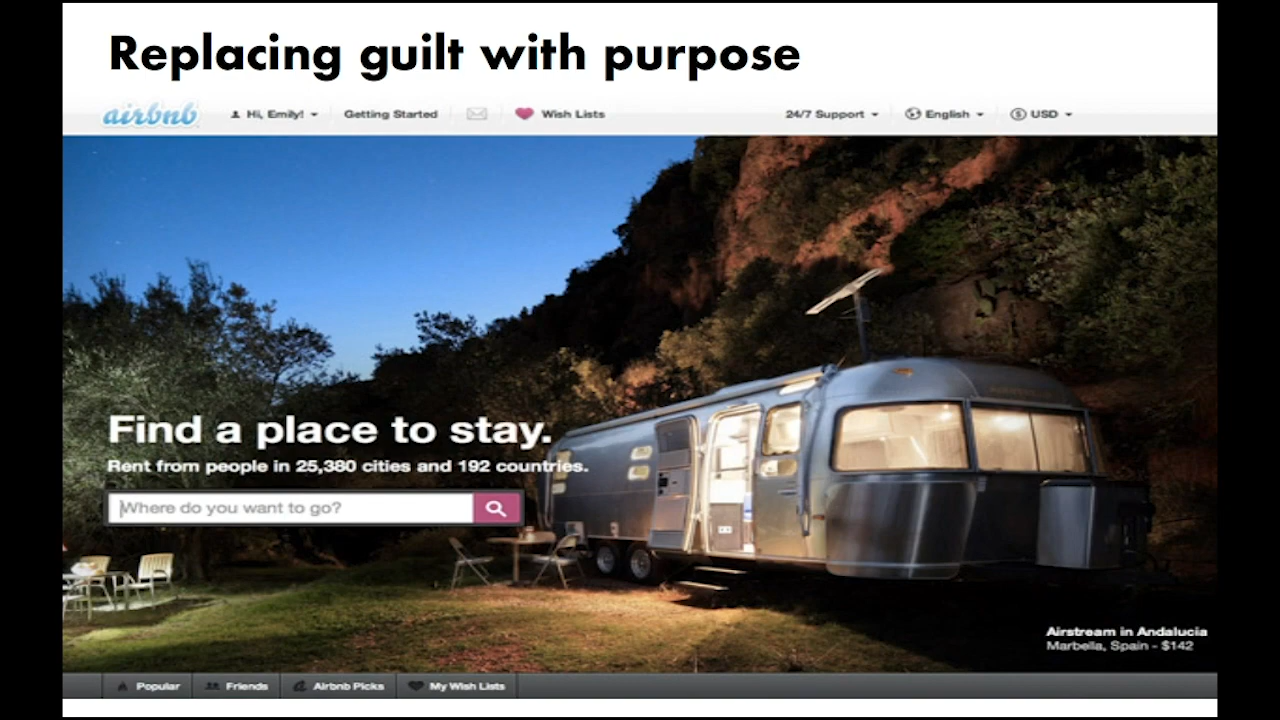 Replacing guilt with purpose
airbnb Hi, Emily! Getting Started Wish Lists 24/7 Support English $ USD
Find a place to stay.
Rent from people in 25,380 cities and 192 countries.
Where do you want to go?
Airstream in Andalucia
Marbella, Spain - $142
Popular Friends Airbnb Picks My Wish Lists